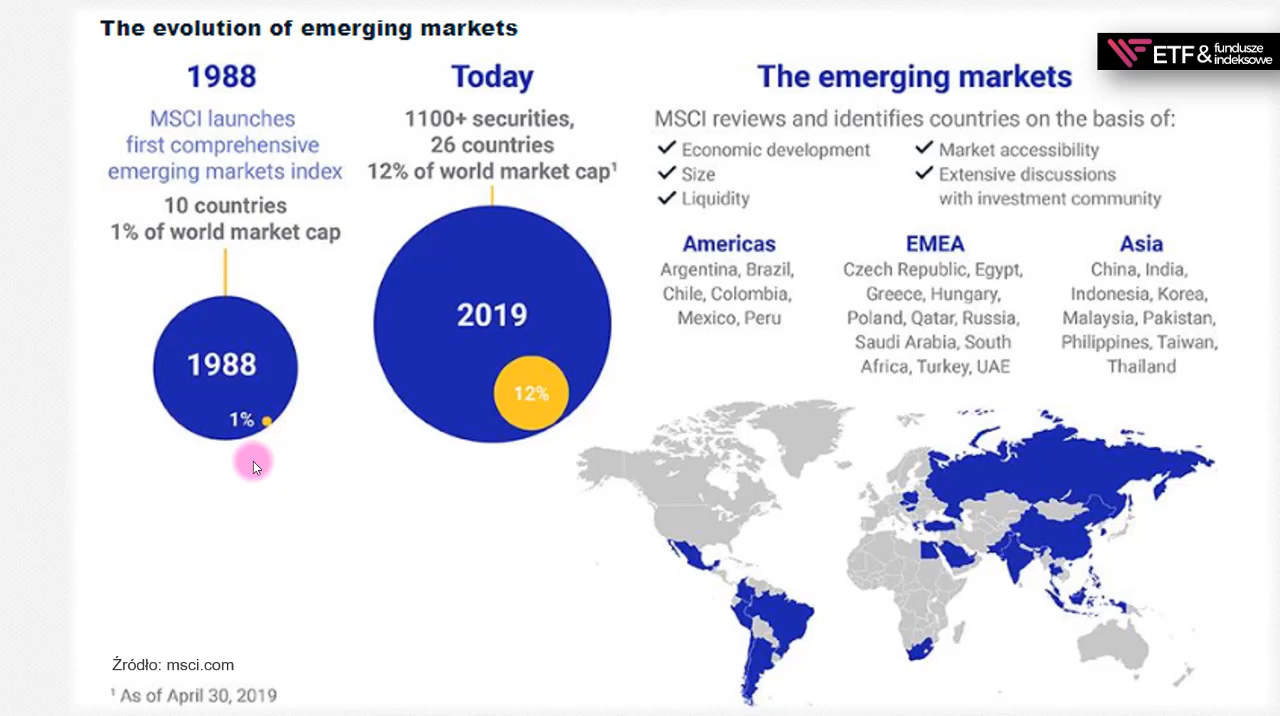 The evolution of emerging markets
ETF & fundusze
indeksowe
1988
MSCI launches
first comprehensive
emerging markets index
10 countries
1% of world market cap
1988
1%
Today
1100+ securities,
26 countries
12% of world market cap¹
2019
12%
The emerging markets
MSCI reviews and identifies countries on the basis of:
✓ Economic development
✓ Size
✓ Liquidity
✓ Market accessibility
✓ Extensive discussions
with investment community
Americas
Argentina, Brazil,
Chile, Colombia,
Mexico, Peru
EMEA
Czech Republic, Egypt,
Greece, Hungary,
Poland, Qatar, Russia,
Saudi Arabia, South
Africa, Turkey, UAE
Asia
China, India,
Indonesia, Korea,
Malaysia, Pakistan,
Philippines, Taiwan,
Thailand
Źródło: msci.com
¹ As of April 30, 2019